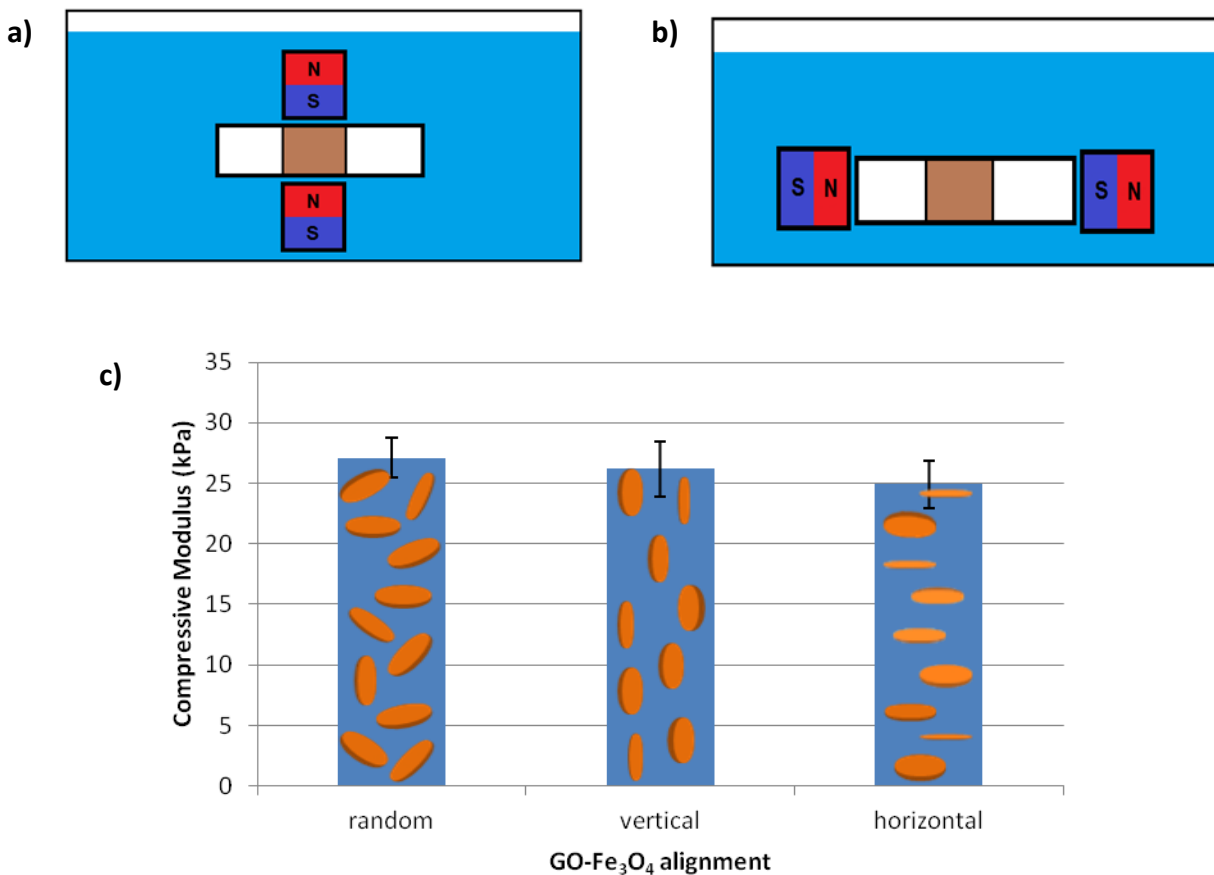 a)
N
S
N
S
b)
S N
S N
c)
Compressive Modulus (kPa)
35
30
25
20
15
10
5
0
random vertical horizontal
GO-Fe₃O₄ alignment